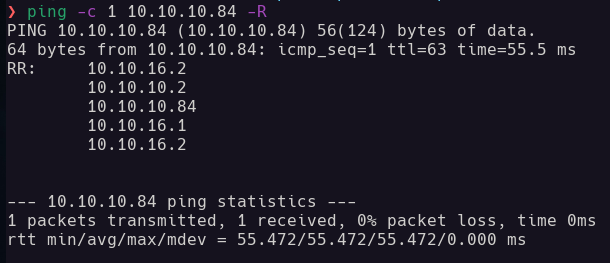 ❯ ping -c 1 10.10.10.84 -R
PING 10.10.10.84 (10.10.10.84) 56(124) bytes of data.
64 bytes from 10.10.10.84: icmp_seq=1 ttl=63 time=55.5 ms
RR:     10.10.16.2
        10.10.10.2
        10.10.10.84
        10.10.16.1
        10.10.16.2
--- 10.10.10.84 ping statistics ---
1 packets transmitted, 1 received, 0% packet loss, time 0ms
rtt min/avg/max/mdev = 55.472/55.472/55.472/0.000 ms